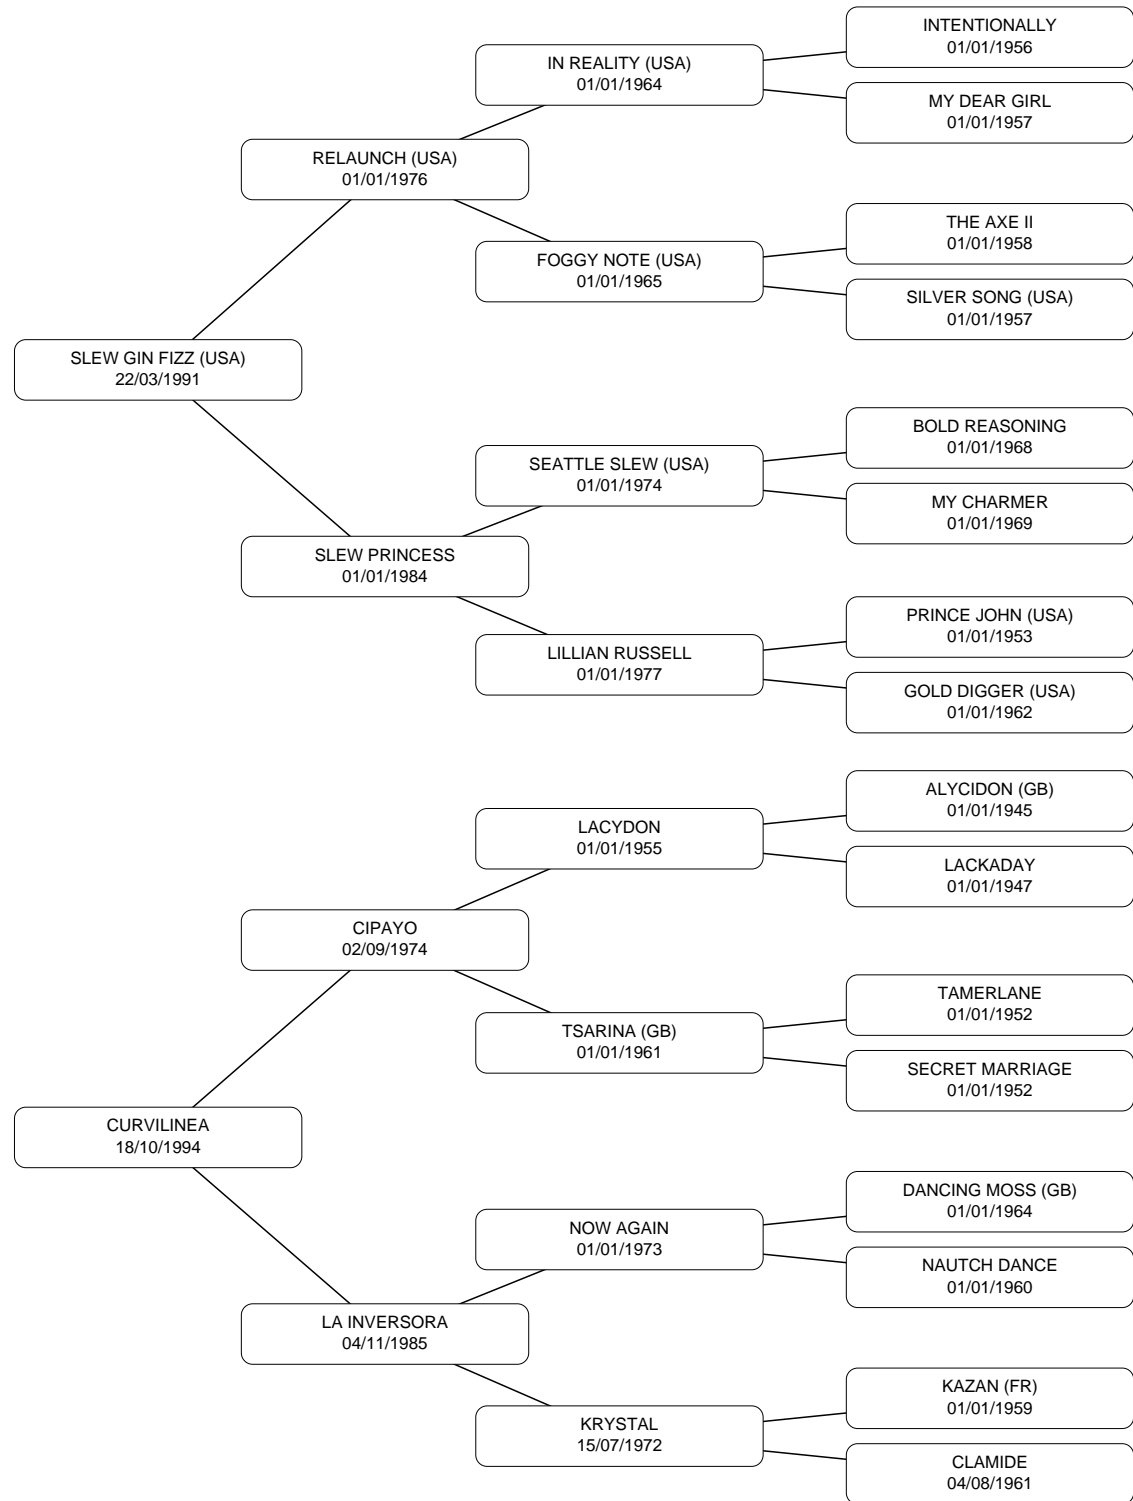 INTENTIONALLY
01/01/1956
IN REALITY (USA)
01/01/1964
MY DEAR GIRL
01/01/1957
RELAUNCH (USA)
01/01/1976
THE AXE II
01/01/1958
FOGGY NOTE (USA)
01/01/1965
SILVER SONG (USA)
01/01/1957
SLEW GIN FIZZ (USA)
22/03/1991
BOLD REASONING
01/01/1968
SEATTLE SLEW (USA)
01/01/1974
MY CHARMER
01/01/1969
SLEW PRINCESS
01/01/1984
PRINCE JOHN (USA)
01/01/1953
LILLIAN RUSSELL
01/01/1977
GOLD DIGGER (USA)
01/01/1962
ALYCIDON (GB)
01/01/1945
LACYDON
01/01/1955
LACKADAY
01/01/1947
CIPAYO
02/09/1974
TAMERLANE
01/01/1952
TSARINA (GB)
01/01/1961
SECRET MARRIAGE
01/01/1952
CURVILINEA
18/10/1994
DANCING MOSS (GB)
01/01/1964
NOW AGAIN
01/01/1973
NAUTCH DANCE
01/01/1960
LA INVERSORA
04/11/1985
KAZAN (FR)
01/01/1959
KRYSTAL
15/07/1972
CLAMIDE
04/08/1961